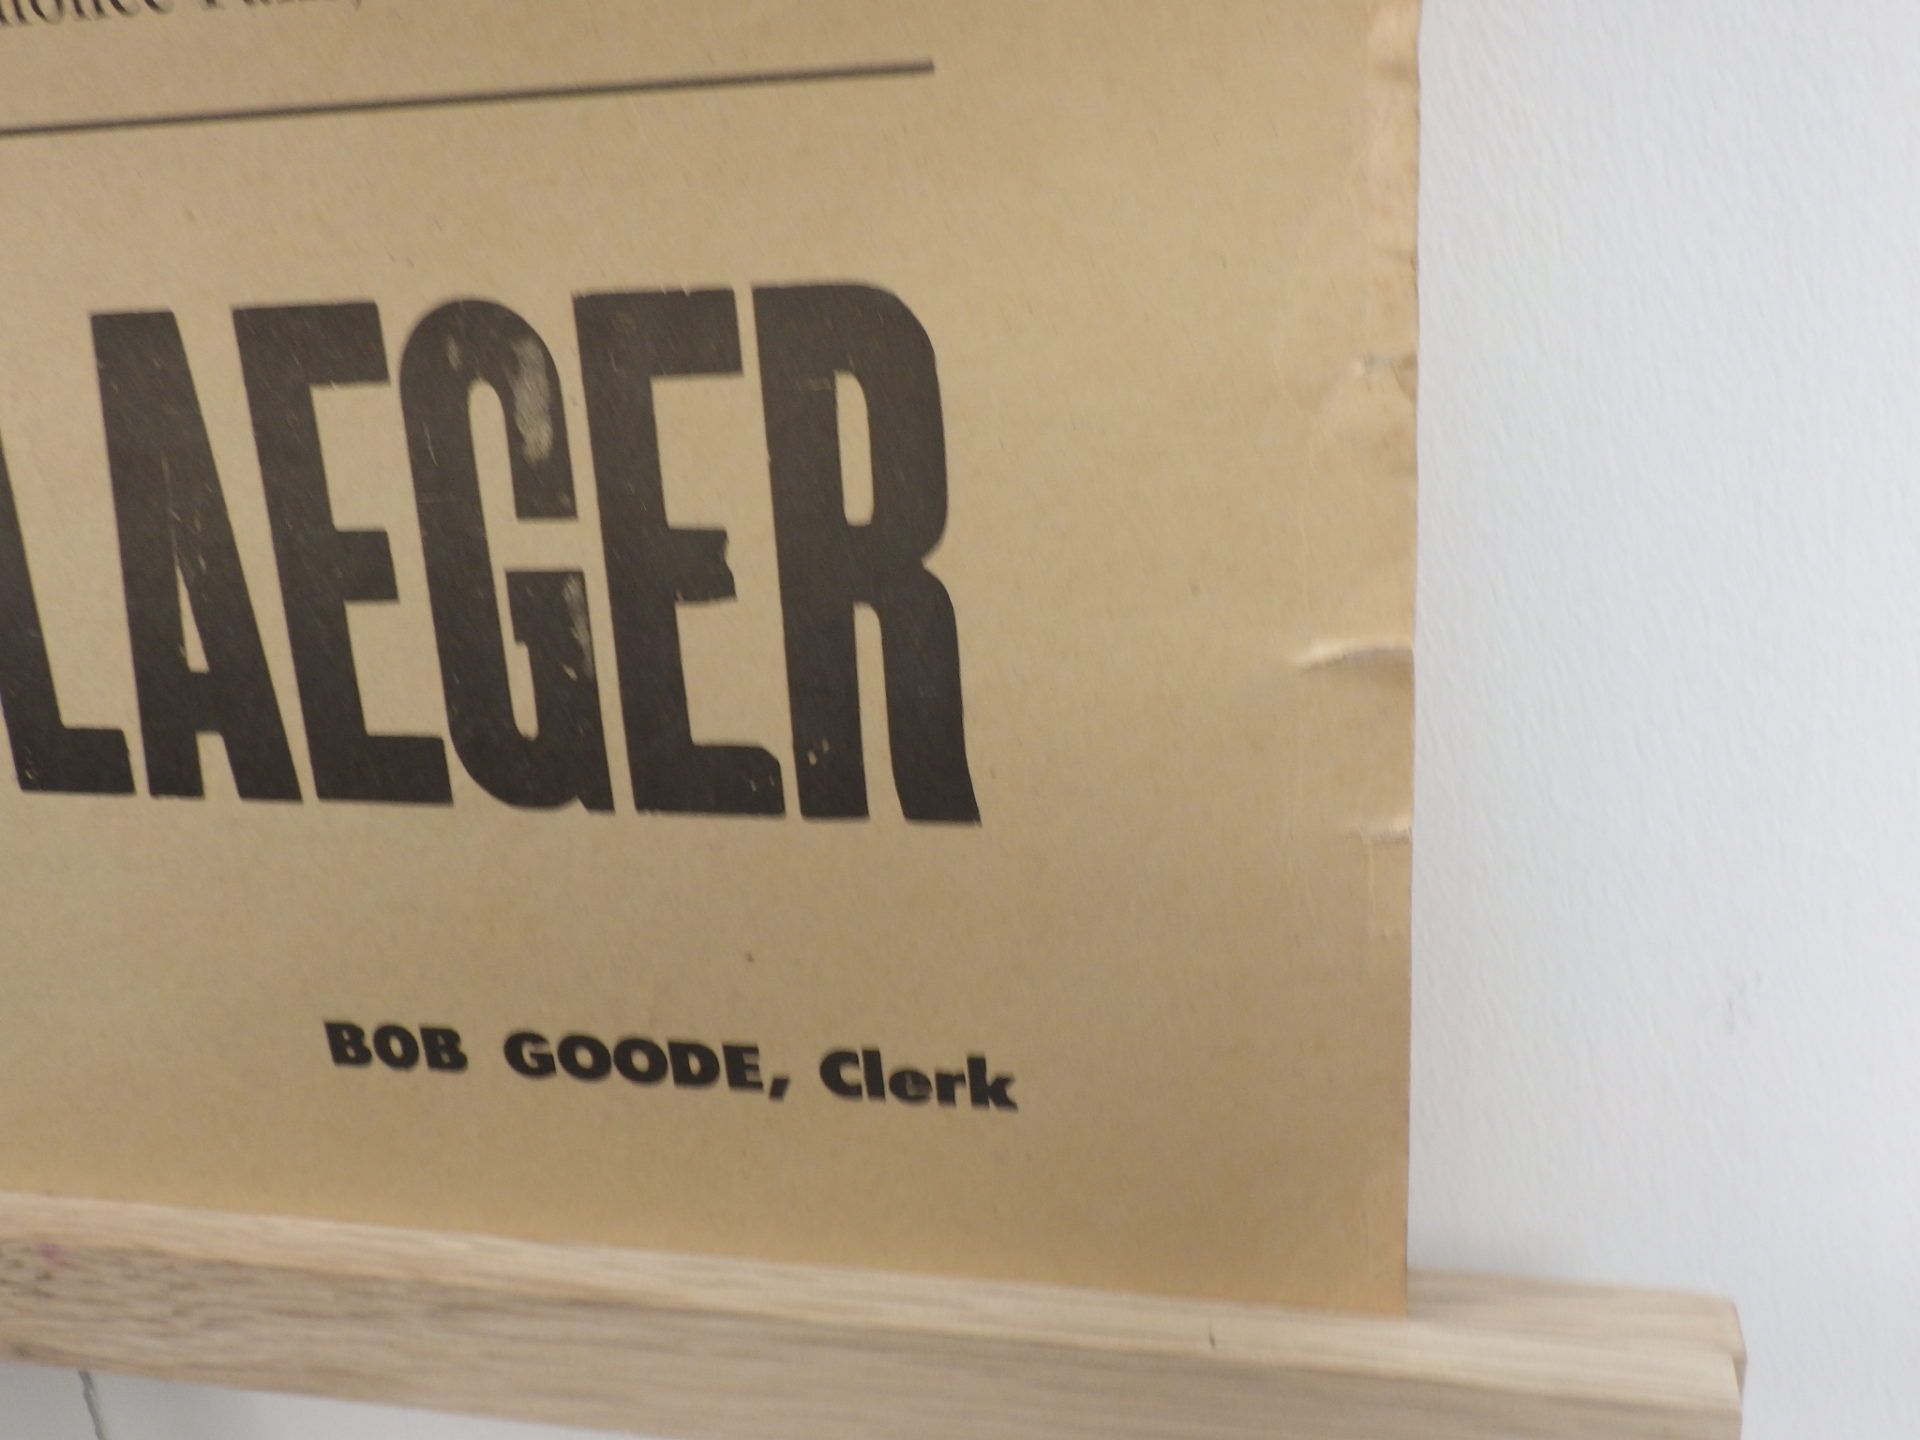 LAEGER
BOB GOODE, Clerk